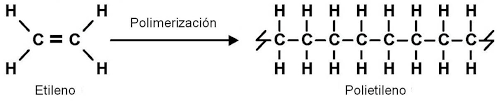 Polimerización
H H H H H H H H H H
C = C C C C C C C C C
H H H H H H H H H H
Etileno Polietileno